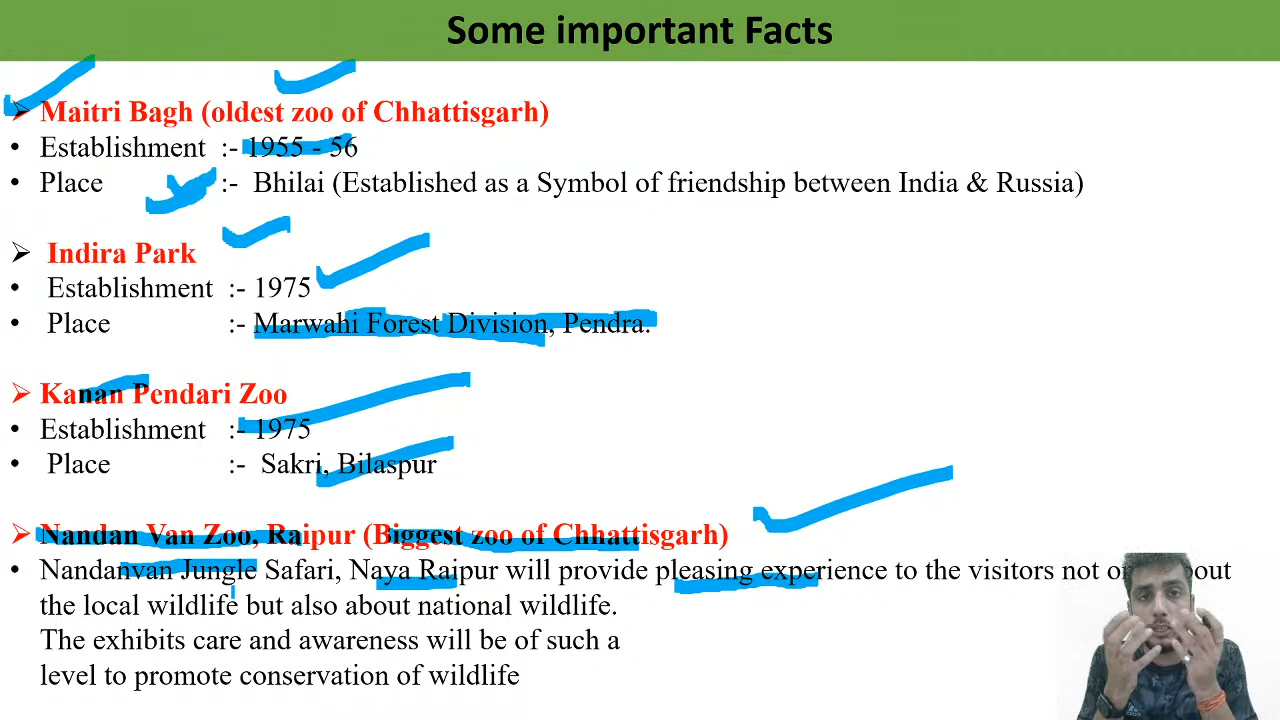 Some important Facts
➢ Maitri Bagh (oldest zoo of Chhattisgarh)
• Establishment :- 1955 - 56
• Place :- Bhilai (Established as a Symbol of friendship between India & Russia)
➢ Indira Park
• Establishment :- 1975
• Place :- Marwahi Forest Division, Pendra.
➢ Kanan Pendari Zoo
• Establishment :- 1975
• Place :- Sakri, Bilaspur
➢ Nandan Van Zoo, Raipur (Biggest zoo of Chhattisgarh)
• Nandanvan Jungle Safari, Naya Raipur will provide pleasing experience to the visitors not
the local wildlife but also about national wildlife.
The exhibits care and awareness will be of such a
level to promote conservation of wildlife